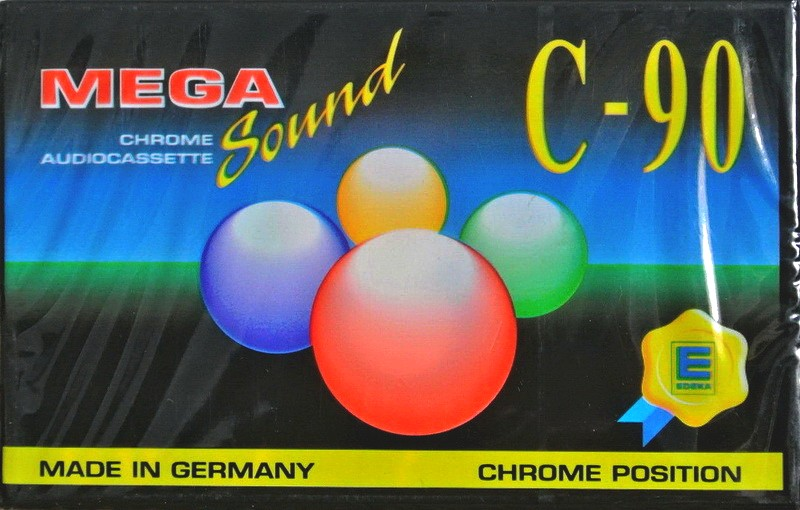 MEGA
Sound
C-90
CHROME
AUDIOCASSETTE
E
EDEKA
MADE IN GERMANY
CHROME POSITION